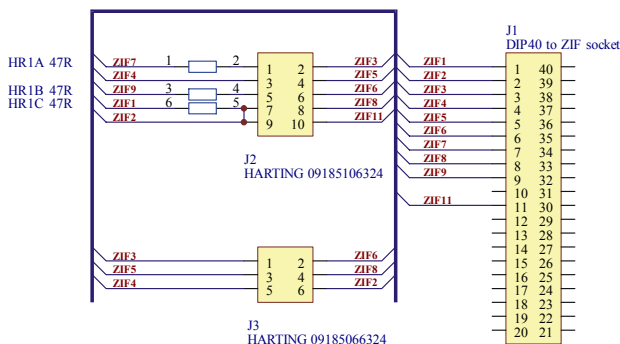 J1
DIP40 to ZIF socket
HR1A 47R ZIF7 1 2 1 2 ZIF3 ZIF1 1 40
ZIF4 3 4 ZIF5 ZIF2 2 39
HR1B 47R ZIF9 3 4 5 6 ZIF6 ZIF3 3 38
HR1C 47R ZIF1 6 5 7 8 ZIF8 ZIF4 4 37
ZIF2 9 10 ZIF11 ZIF5 5 36
ZIF6 6 35
ZIF7 7 34
J2 ZIF8 8 33
HARTING 09185106324 ZIF9 9 32
10 31
ZIF11 11 30
12 29
13 28
ZIF3 1 2 ZIF6 14 27
ZIF5 3 4 ZIF8 15 26
ZIF4 5 6 ZIF2 16 25
17 24
18 23
J3 19 22
HARTING 09185066324 20 21